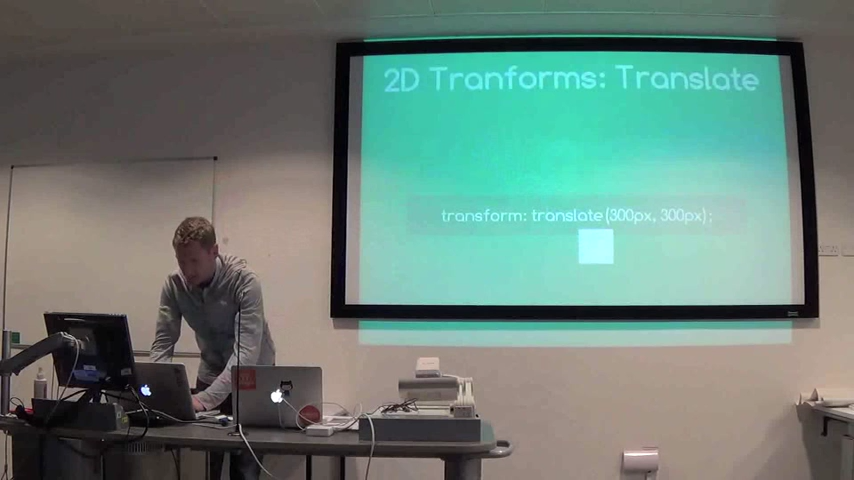 2D Tranforms: Translate
transform: translate(300px, 300px);